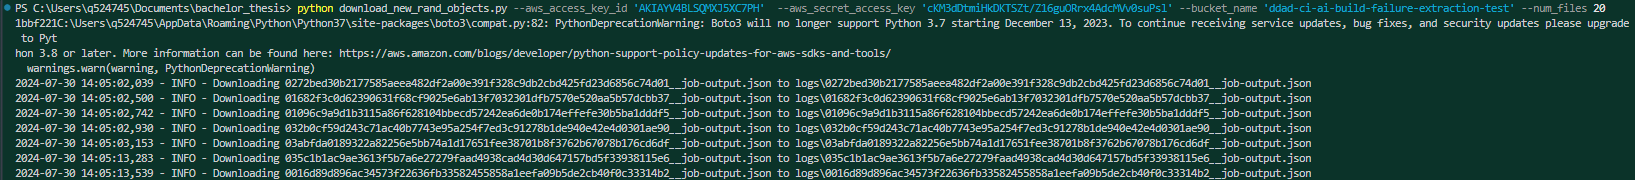 PS C:\Users\q524745\Documents\bachelor_thesis> python download_new_rand_objects.py --aws_access_key_id 'AKIAYV4BLSQMXJ5XC7PH' --aws_secret_access_key --bucket_name 'ddad-ci-ai-build-failure-extraction-test' --num_files 20
1bbf221C:\Users\q524745\AppData\Roaming\Python\Python37\site-packages\boto3\compat.py:82: PythonDeprecationWarning: Boto3 will no longer support Python 3.7 starting December 13, 2023. To continue receiving service updates, bug fixes, and security updates please upgrade
to Pyt
hon 3.8 or later. More information can be found here: https://aws.amazon.com/blogs/developer/python-support-policy-updates-for-aws-sdks-and-tools/
warnings.warn(warning, PythonDeprecationWarning)
2024-07-30 14:05:02,039 - INFO - Downloading 0272bed30b2177585aeea482df2a00e391f328c9db2cbd425fd23d6856c74d01__job-output.json to logs\0272bed30b2177585aeea482df2a00e391f328c9db2cbd425fd23d6856c74d01__job-output.json
2024-07-30 14:05:02,500 - INFO - Downloading 01682f3c0d62390631f68cf9025e6ab13f7032301dfb7570e520aa5b57dcbb37__job-output.json to logs\01682f3c0d62390631f68cf9025e6ab13f7032301dfb7570e520aa5b57dcbb37__job-output.json
2024-07-30 14:05:02,742 - INFO - Downloading 01096c9a9d1b3115a86f628104bbecd57242ea6de0b174effefe30b5ba1dddf5__job-output.json to logs\01096c9a9d1b3115a86f628104bbecd57242ea6de0b174effefe30b5ba1dddf5__job-output.json
2024-07-30 14:05:02,930 - INFO - Downloading 032b0cf59d243c71ac40b7743e95a254f7ed3c91278b1de940e42e4d0301ae90__job-output.json to logs\032b0cf59d243c71ac40b7743e95a254f7ed3c91278b1de940e42e4d0301ae90__job-output.json
2024-07-30 14:05:03,153 - INFO - Downloading 03abfda0189322a82256e5bb74a1d17651fee38701b8f3762b67078b176cd6df__job-output.json to logs\03abfda0189322a82256e5bb74a1d17651fee38701b8f3762b67078b176cd6df__job-output.json
2024-07-30 14:05:13,283 - INFO - Downloading 035c1b1ac9ae3613f5b7a6e27279faad4938cad4d30d647157bd5f33938115e6__job-output.json to logs\035c1b1ac9ae3613f5b7a6e27279faad4938cad4d30d647157bd5f33938115e6__job-output.json
2024-07-30 14:05:13,539 - INFO - Downloading 0016d89d896ac34573f22636fb33582455858a1eefa09b5de2cb40f0c33314b2__job-output.json to logs\0016d89d896ac34573f22636fb33582455858a1eefa09b5de2cb40f0c33314b2__job-output.json